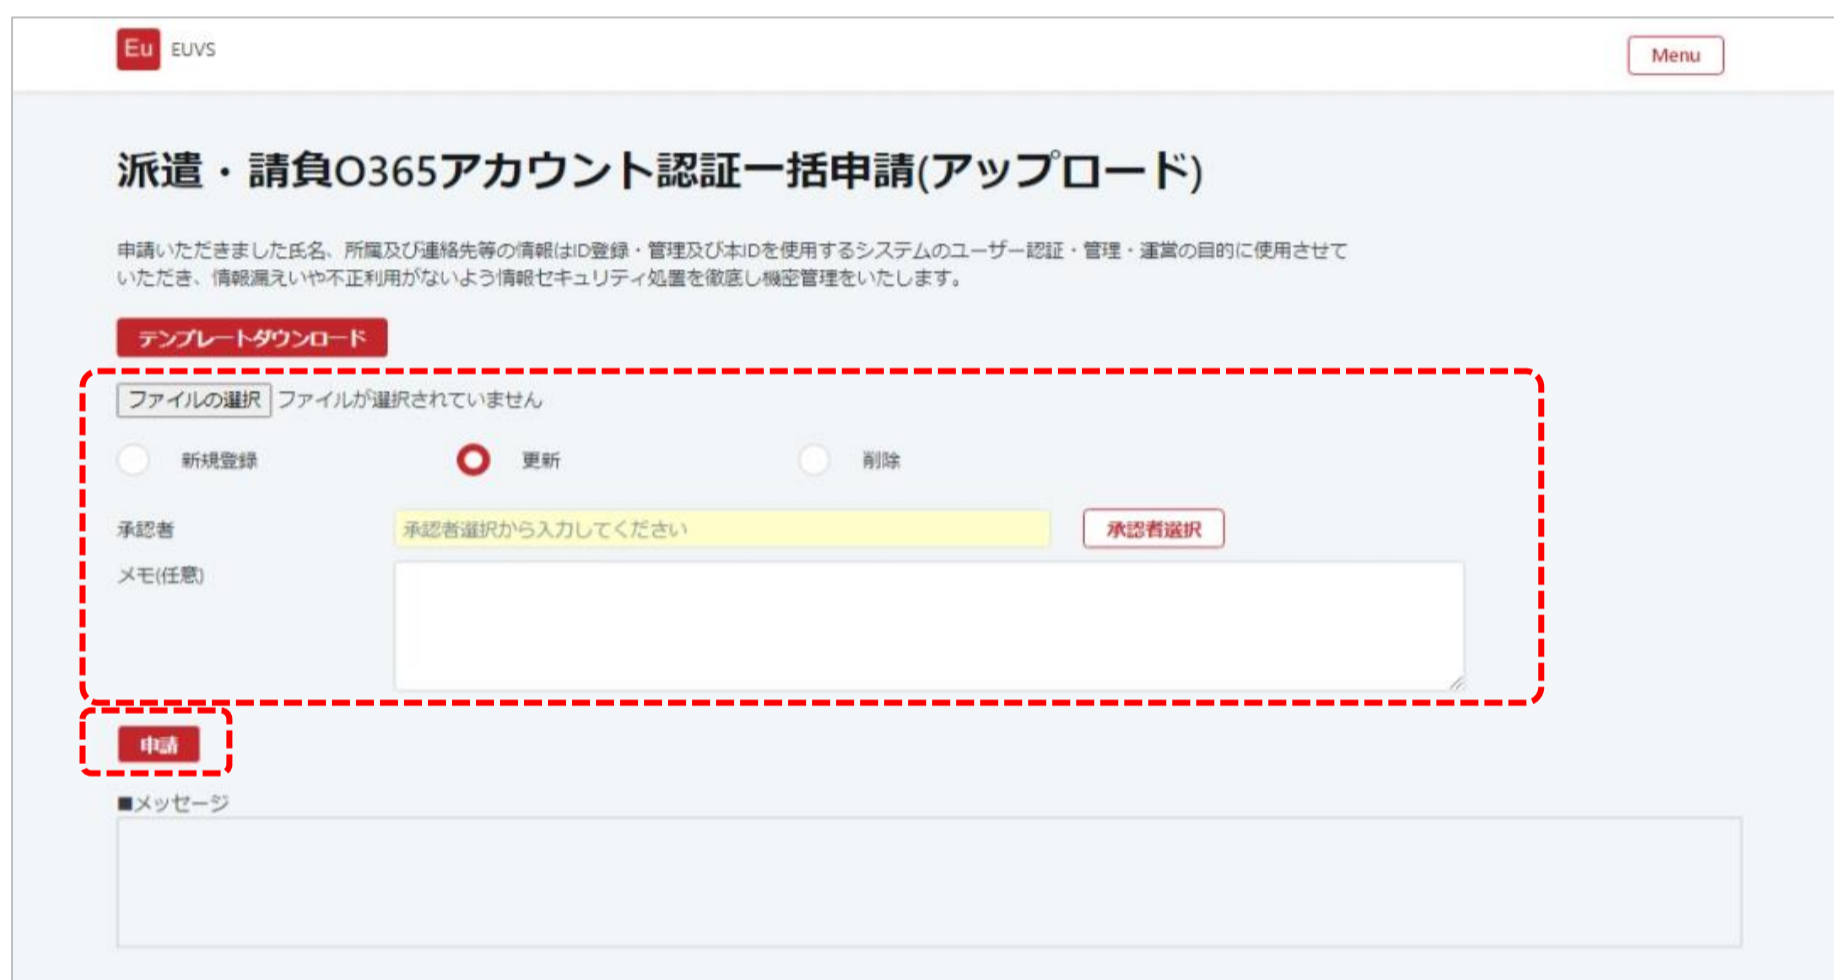 Eu EUVS
Menu
派遣・請負O365アカウント認証一括申請(アップロード)
申請いただきました氏名、所属及び連絡先等の情報はID登録・管理及び本IDを使用するシステムのユーザー認証・管理・運営の目的に使用させて
いただき、情報漏えいや不正利用がないよう情報セキュリティ処置を徹底し機密管理をいたします。
テンプレートダウンロード
ファイルの選択 ファイルが選択されていません
新規登録 更新 削除
承認者 承認者選択から入力してください 承認者選択
メモ(任意)
申請
■メッセージ